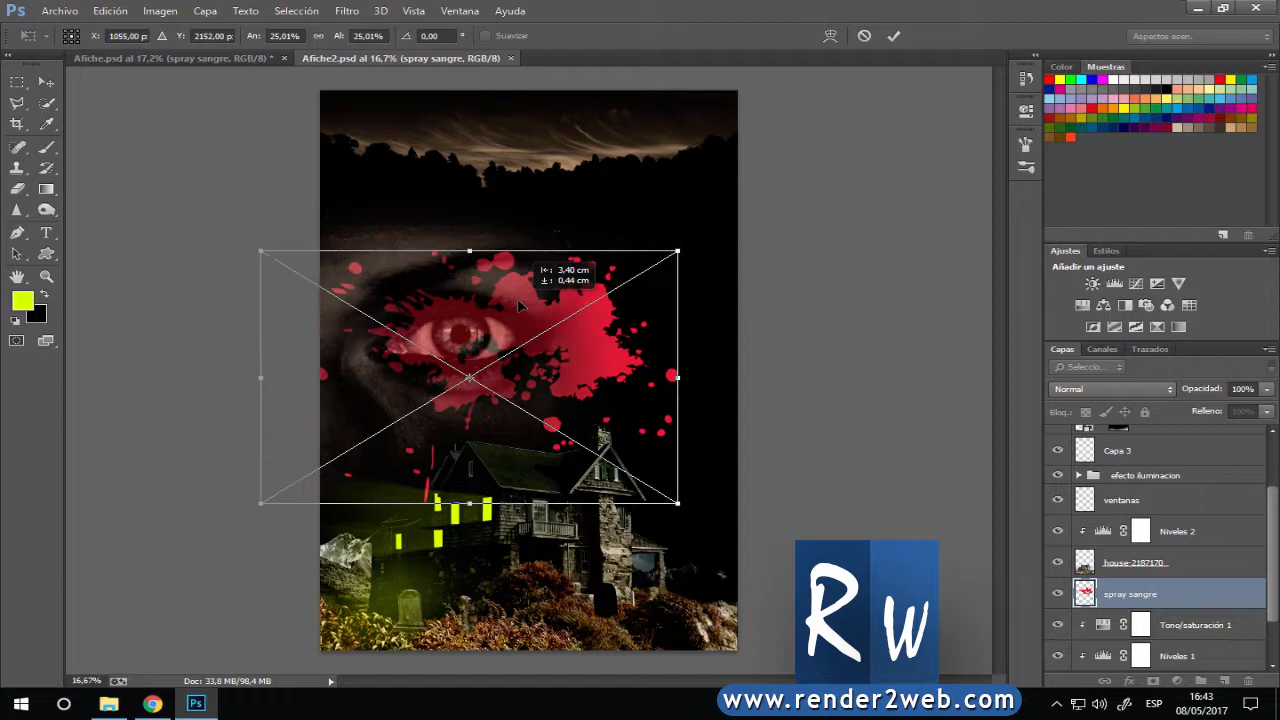 Ps Archivo Edición Imagen Capa Texto Selección Filtro 3D Vista Ventana Ayuda
X: 1055,00 px Y: 2152,00 px An: 25,01% Al: 25,01% 0,00 ° Suavizar Aspectos esen.
Afiche.psd al 17,2% (spray sangre, RGB/8) * × Afiche2.psd al 16,7% (spray sangre, RGB/8) ×
Color Muestras
3,40 cm
0,44 cm
Ajustes Estilos
Añadir un ajuste
Capas Canales Trazados
Selecció...
Normal Opacidad: 100%
Bloq.: Relleno: 100%
Capa 3
efecto iluminacion
ventanas
Niveles 2
house-2187170
spray sangre
Tono/saturación 1
Niveles 1
Rw
16,67% Doc: 33,8 MB/98,4 MB
www.render2web.com
Ps ESP 16:43
08/05/2017